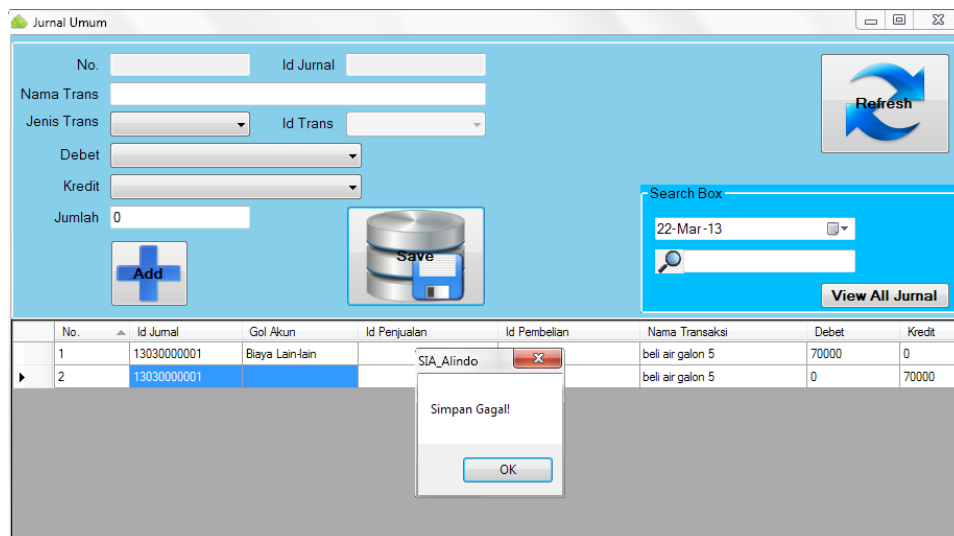 Jurnal Umum
No. Id Jurnal
Nama Trans
Jenis Trans Id Trans
Refresh
Debet
Kredit
Search Box
Jumlah 0
22-Mar-13
Save
Add
View All Jurnal
No. Id Jurnal Gol Akun Id Penjualan Id Pembelian Nama Transaksi Debet Kredit
1 13030000001 Biaya Lain-lain beli air galon 5 70000 0
2 13030000001 beli air galon 5 0 70000
SIA_Alindo
Simpan Gagal!
OK